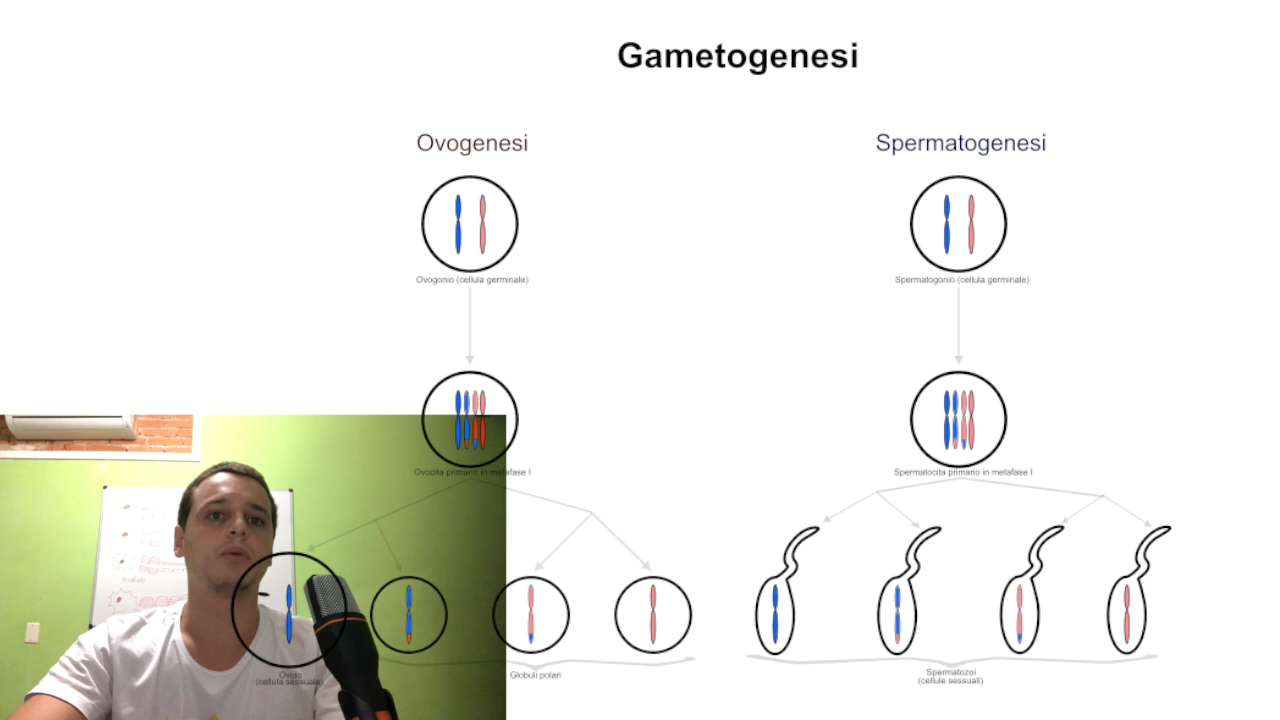 Gametogenesi
Ovogenesi
Spermatogenesi
Ovogonio (cellula germinale)
Spermatogonio (cellula germinale)
Ovocita primario in metafase I
Spermatocita primario in metafase I
Ovulo
(cellula sessuale)
Globuli polari
Spermatozoi
(cellule sessuali)